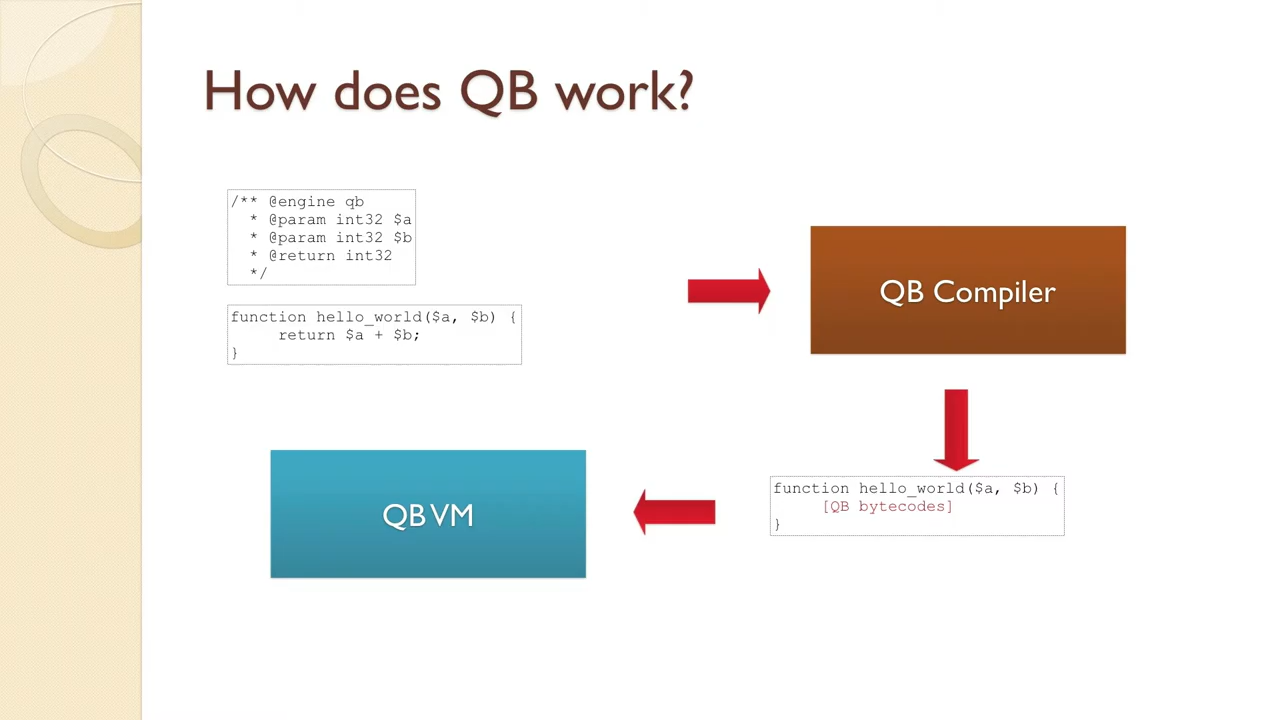 How does QB work?
/** @engine qb
* @param int32 $a
* @param int32 $b
* @return int32
*/
function hello_world($a, $b) {
return $a + $b;
}
QB Compiler
function hello_world($a, $b) {
[QB bytecodes]
}
QB VM